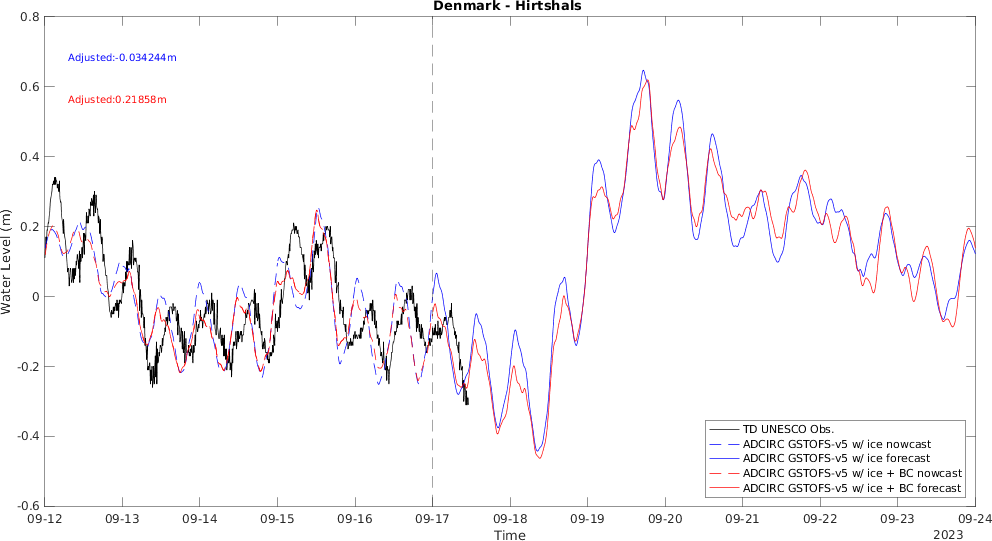 Denmark - Hirtshals
0.8
Adjusted:-0.034244m
0.6
Adjusted:0.21858m
0.4
0.2
0
-0.2
-0.4
-0.6
Water Level (m)
TD UNESCO Obs.
ADCIRC GSTOFS-v5 w/ ice nowcast
ADCIRC GSTOFS-v5 w/ ice forecast
ADCIRC GSTOFS-v5 w/ ice + BC nowcast
ADCIRC GSTOFS-v5 w/ ice + BC forecast
09-12 09-13 09-14 09-15 09-16 09-17 09-18 09-19 09-20 09-21 09-22 09-23 09-24
Time
2023